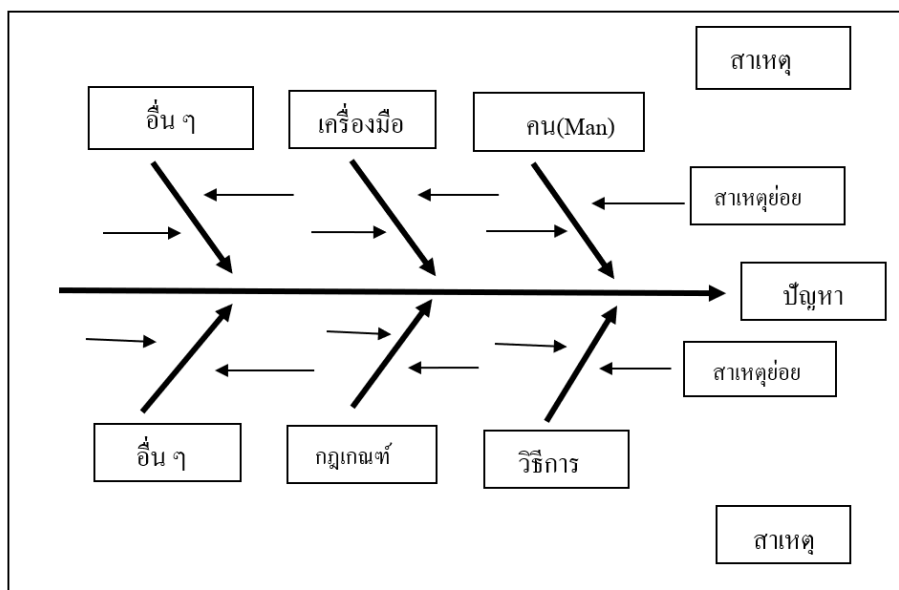 สาเหตุ
อื่น ๆ
เครื่องมือ
คน(Man)
สาเหตุย่อย
ปัญหา
สาเหตุย่อย
อื่น ๆ
กฎเกณฑ์
วิธีการ
สาเหตุ